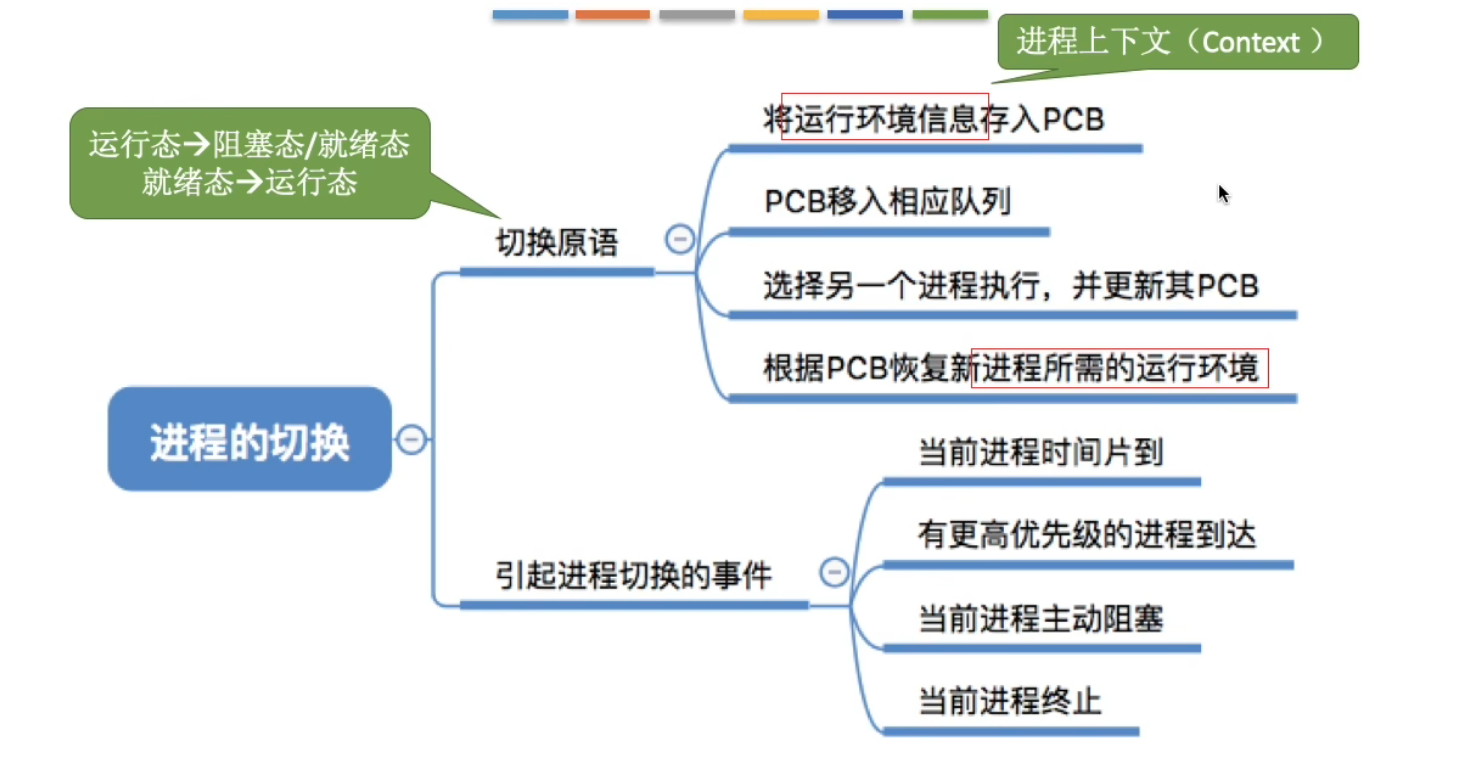 进程上下文（Context ）
运行态→阻塞态/就绪态
就绪态→运行态
将运行环境信息存入PCB
PCB移入相应队列
切换原语
选择另一个进程执行，并更新其PCB
根据PCB恢复新进程所需的运行环境
进程的切换
当前进程时间片到
有更高优先级的进程到达
引起进程切换的事件
当前进程主动阻塞
当前进程终止